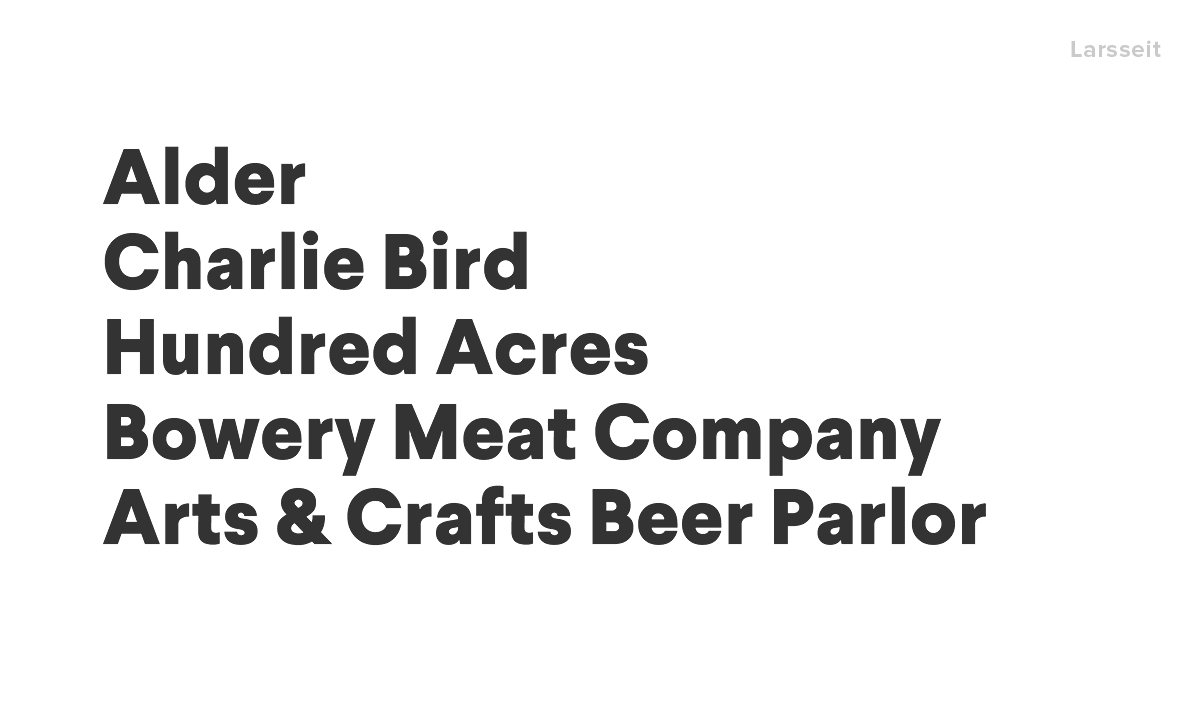 Larsseit
Alder
Charlie Bird
Hundred Acres
Bowery Meat Company
Arts & Crafts Beer Parlor